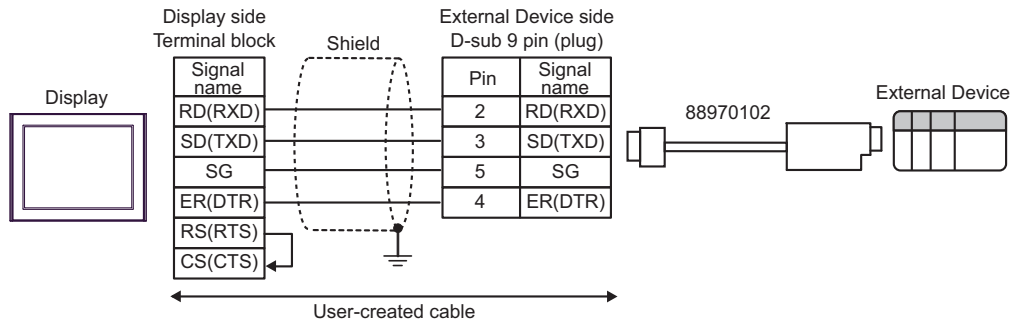 Display side
Terminal block
Shield
External Device side
D-sub 9 pin (plug)
Display
Signal name
Pin
Signal name
RD(RXD)
2
RD(RXD)
SD(TXD)
3
SD(TXD)
SG
5
SG
ER(DTR)
4
ER(DTR)
RS(RTS)
CS(CTS)
88970102
External Device
User-created cable